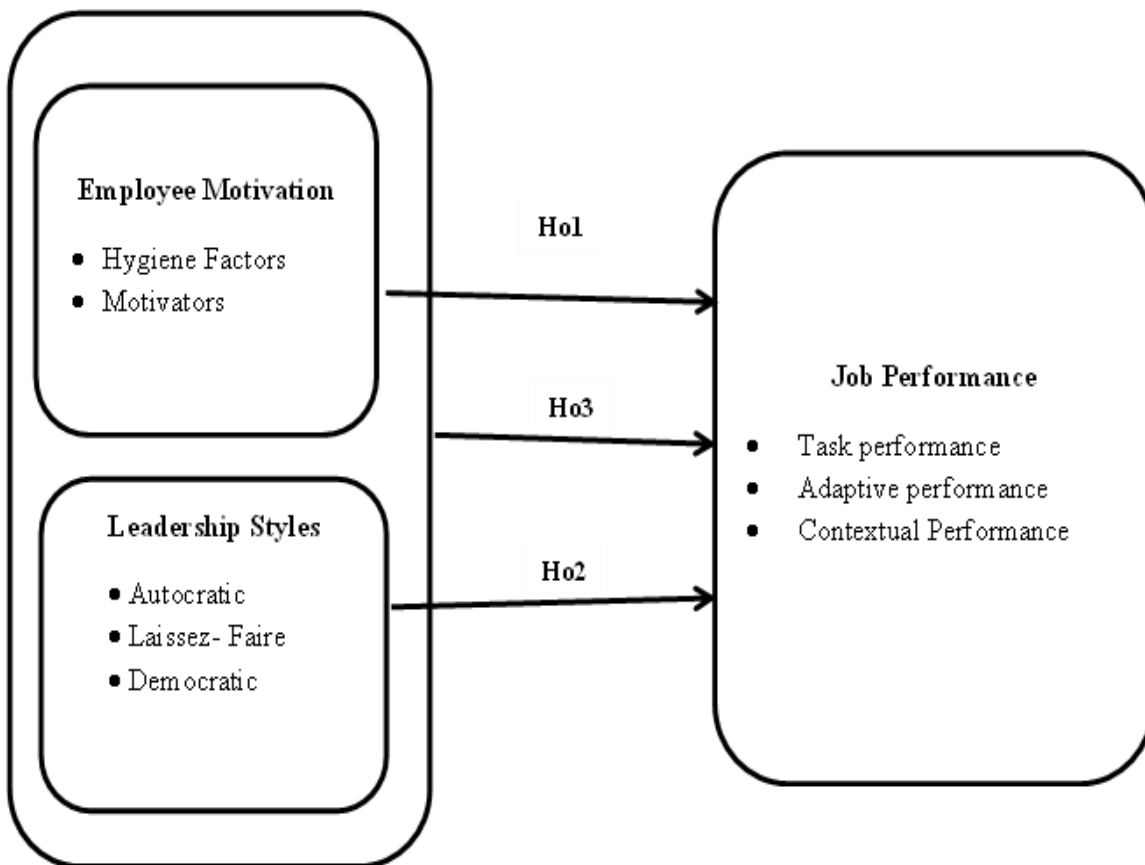 Employee Motivation
• Hygiene Factors
• Motivators
Leadership Styles
• Autocratic
• Laissez- Faire
• Democratic
Ho1
Ho3
Ho2
Job Performance
• Task performance
• Adaptive performance
• Contextual Performance